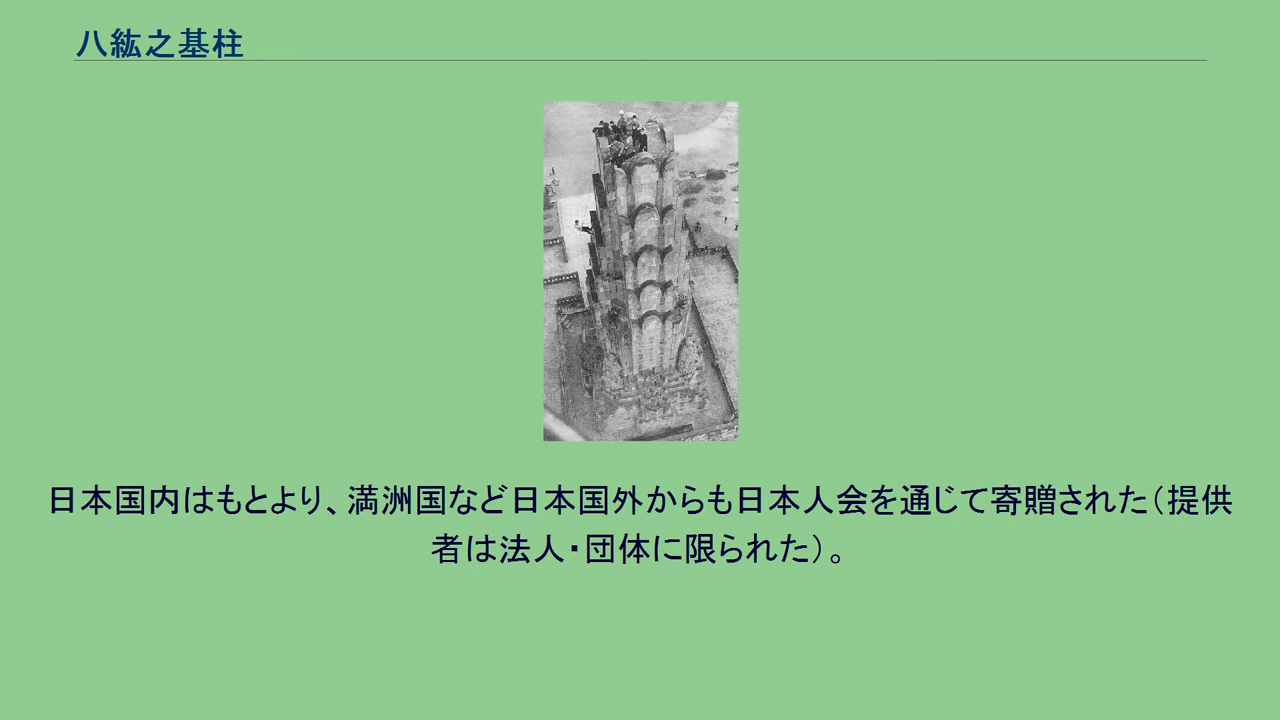 八紘之基柱
日本国内はもとより、満洲国など日本国外からも日本人会を通じて寄贈された（提供
者は法人・団体に限られた）。